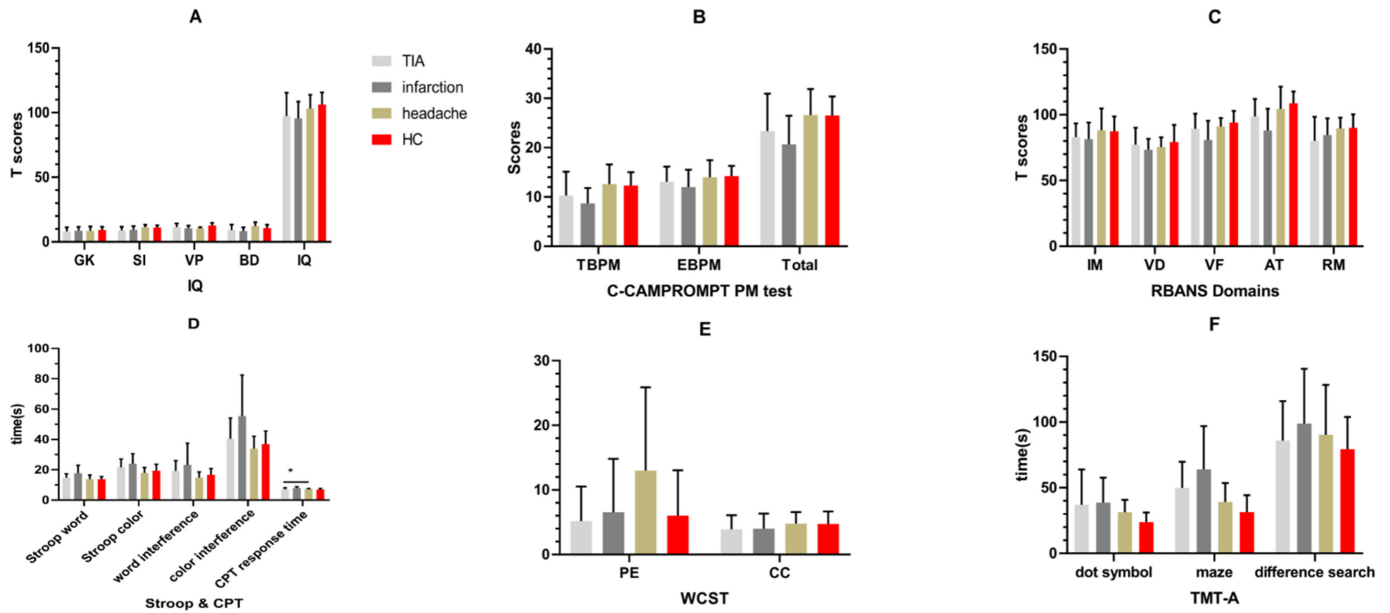 A
150
100
50
0
T scores
GK SI VP BD IQ
IQ
TIA
infarction
headache
HC
B
40
30
20
10
0
Scores
TBPM EBPM Total
C-CAMPROMPT PM test
C
150
100
50
0
T scores
IM VD VF AT RM
RBANS Domains
D
100
80
60
40
20
0
time(s)
*
Stroop word
Stroop color
word interference
color interference
CPT response time
Stroop & CPT
E
30
20
10
0
PE CC
WCST
F
150
100
50
0
time(s)
dot symbol maze difference search
TMT-A